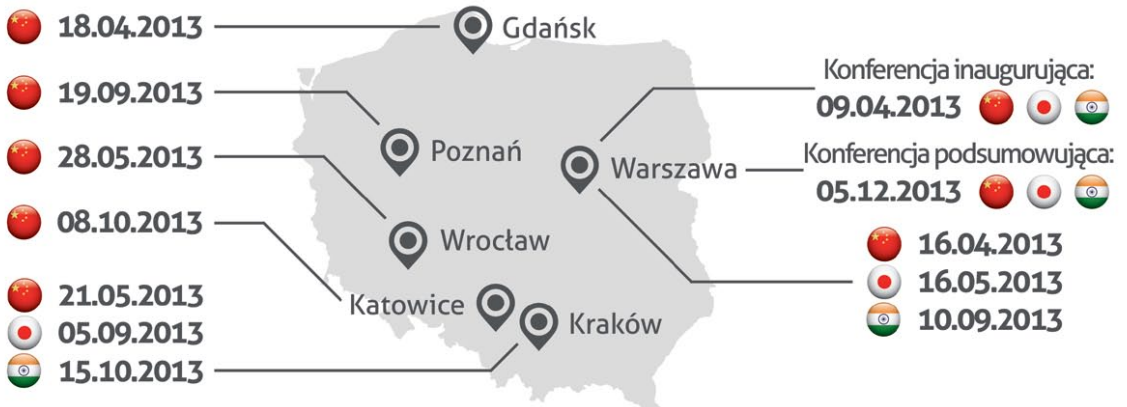 18.04.2013
Gdańsk
19.09.2013
Poznań
28.05.2013
Wrocław
08.10.2013
Katowice
21.05.2013
05.09.2013
15.10.2013
Kraków
Warszawa
Konferencja inaugurująca:
09.04.2013
Konferencja podsumowująca:
05.12.2013
16.04.2013
16.05.2013
10.09.2013